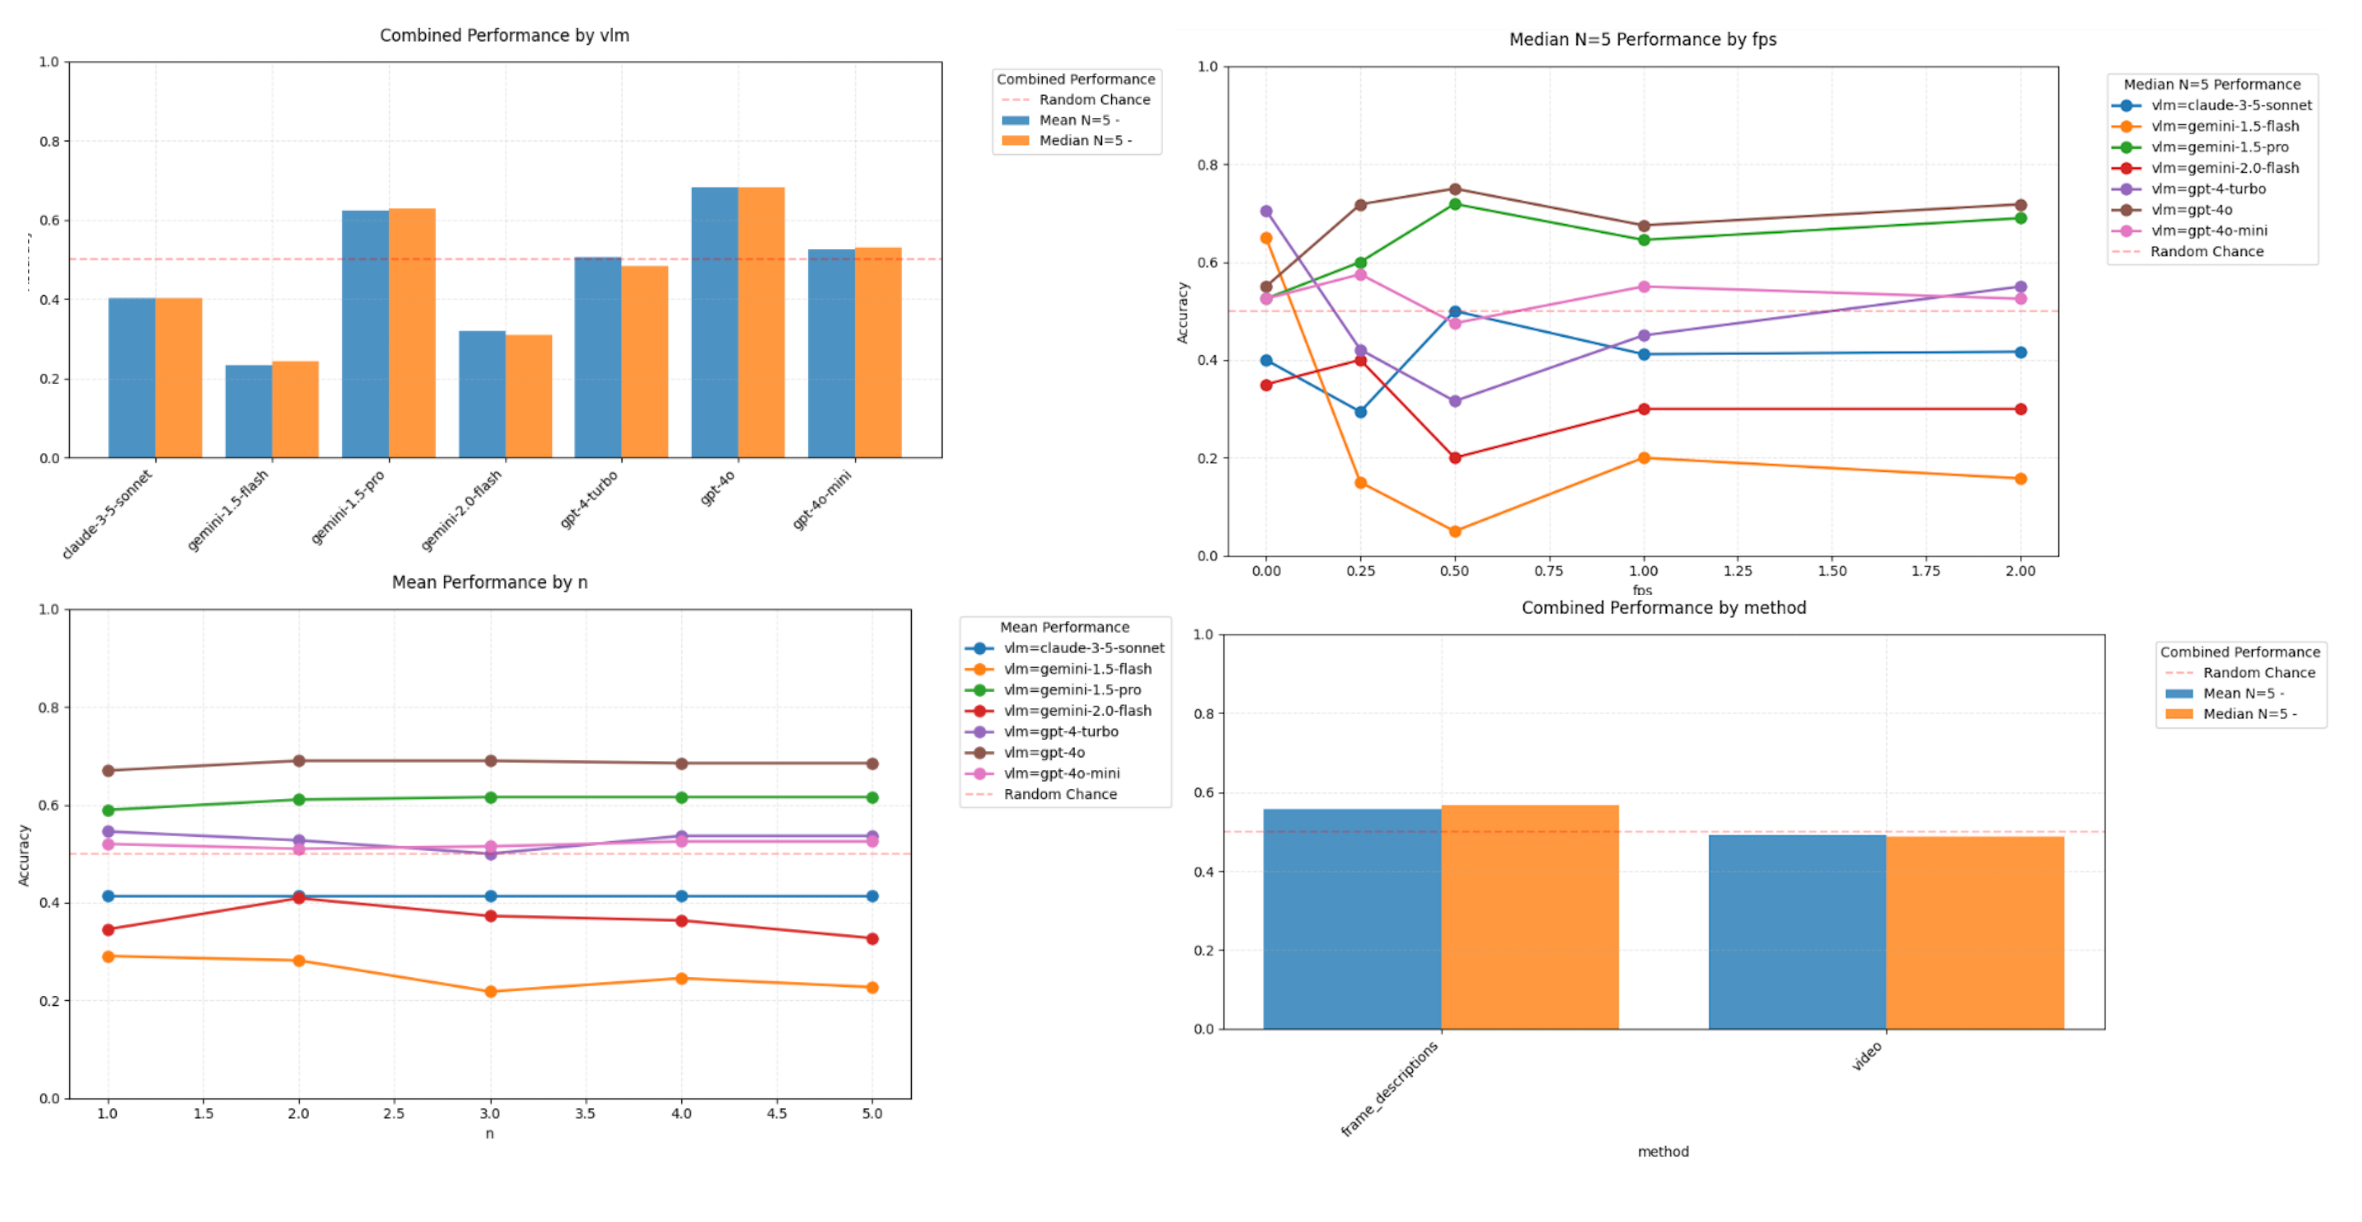 Combined Performance by vlm
1.0
0.8
0.6
0.4
0.2
0.0
claude-3-5-sonnet
gemini-1.5-flash
gemini-1.5-pro
gemini-2.0-flash
gpt-4-turbo
gpt-4o
gpt-4o-mini
Combined Performance
Random Chance
Mean N=5 -
Median N=5 -
Median N=5 Performance by fps
Accuracy
1.0
0.8
0.6
0.4
0.2
0.0
0.00 0.25 0.50 0.75 1.00 1.25 1.50 1.75 2.00
fps
Median N=5 Performance
vlm=claude-3-5-sonnet
vlm=gemini-1.5-flash
vlm=gemini-1.5-pro
vlm=gemini-2.0-flash
vlm=gpt-4-turbo
vlm=gpt-4o
vlm=gpt-4o-mini
Random Chance
Mean Performance by n
Accuracy
1.0
0.8
0.6
0.4
0.2
0.0
1.0 1.5 2.0 2.5 3.0 3.5 4.0 4.5 5.0
n
Mean Performance
vlm=claude-3-5-sonnet
vlm=gemini-1.5-flash
vlm=gemini-1.5-pro
vlm=gemini-2.0-flash
vlm=gpt-4-turbo
vlm=gpt-4o
vlm=gpt-4o-mini
Random Chance
Combined Performance by method
1.0
0.8
0.6
0.4
0.2
0.0
frame_descriptions
video
method
Combined Performance
Random Chance
Mean N=5 -
Median N=5 -